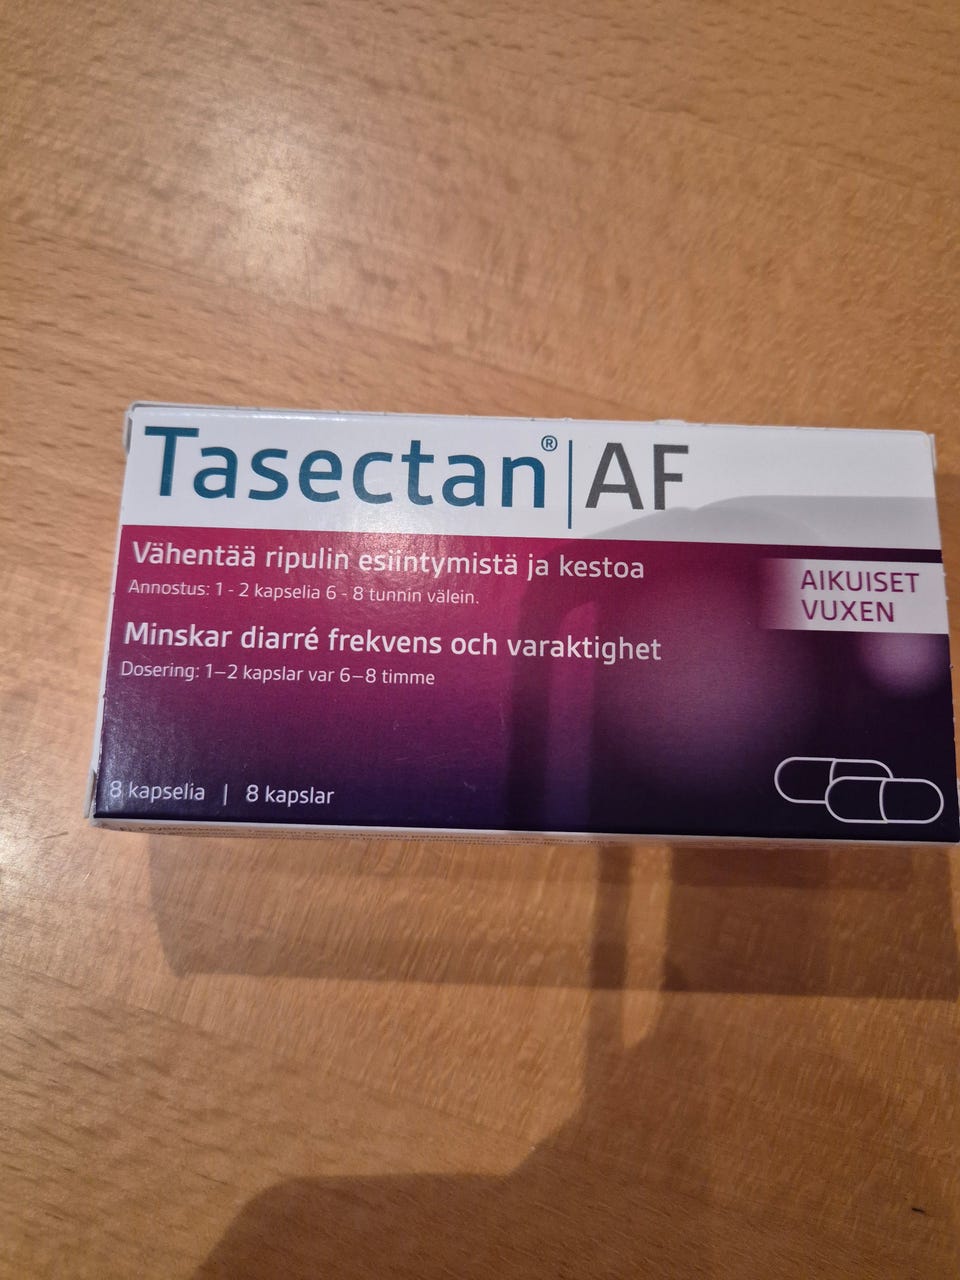 Tasectan® | AF
Vähentää ripulin esiintymistä ja kestoa
Annostus: 1 - 2 kapselia 6 - 8 tunnin välein.
AIKUISET
VUXEN
Minskar diarré frekvens och varaktighet
Dosering: 1–2 kapslar var 6–8 timme
8 kapselia | 8 kapslar